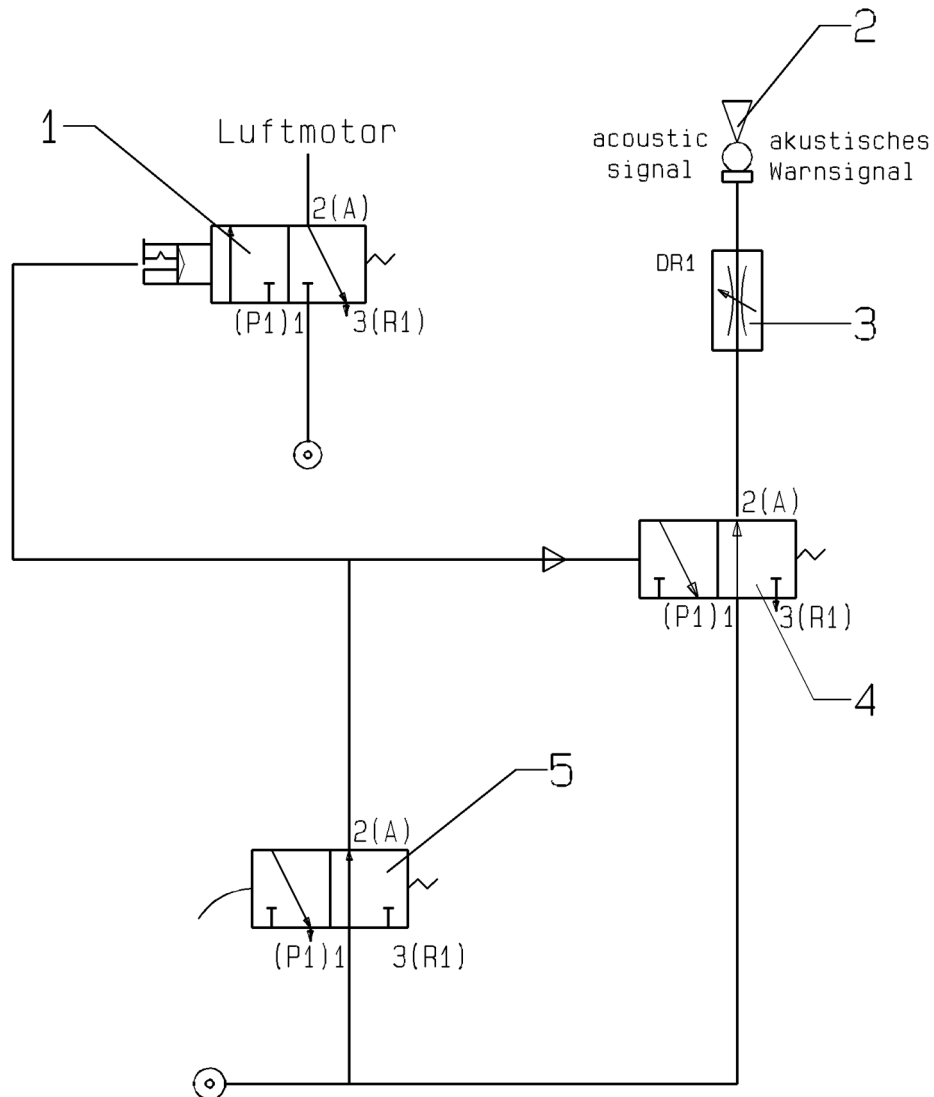 2
1
Luftmotor
acoustic
signal
akustisches
Warnsignal
2(A)
DR1
(P1)1
3(R1)
3
2(A)
(P1)1
3(R1)
4
5
2(A)
(P1)1
3(R1)